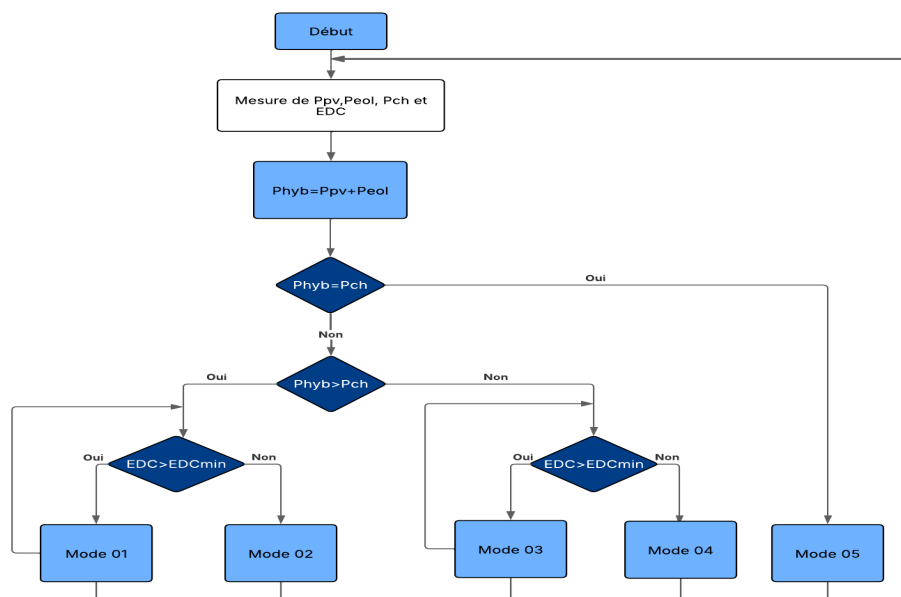 Début
Mesure de Ppv,Peol, Pch et
EDC
Phyb=Ppv+Peol
Phyb=Pch
Oui
Non
Phyb>Pch
Oui
Non
EDC>EDCmin
Oui
Non
EDC>EDCmin
Oui
Non
Mode 01
Mode 02
Mode 03
Mode 04
Mode 05